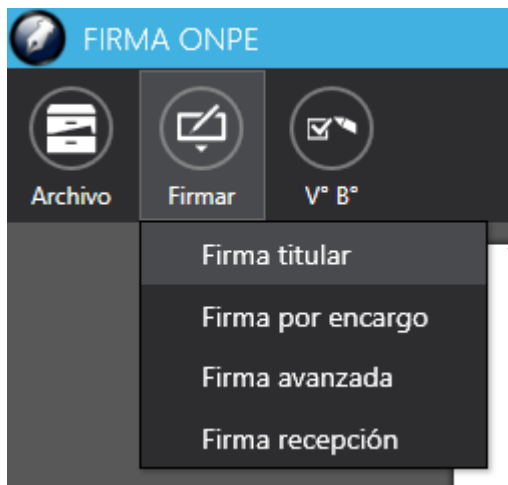 FIRMA ONPE
Archivo
Firmar
V° B°
Firma titular
Firma por encargo
Firma avanzada
Firma recepción